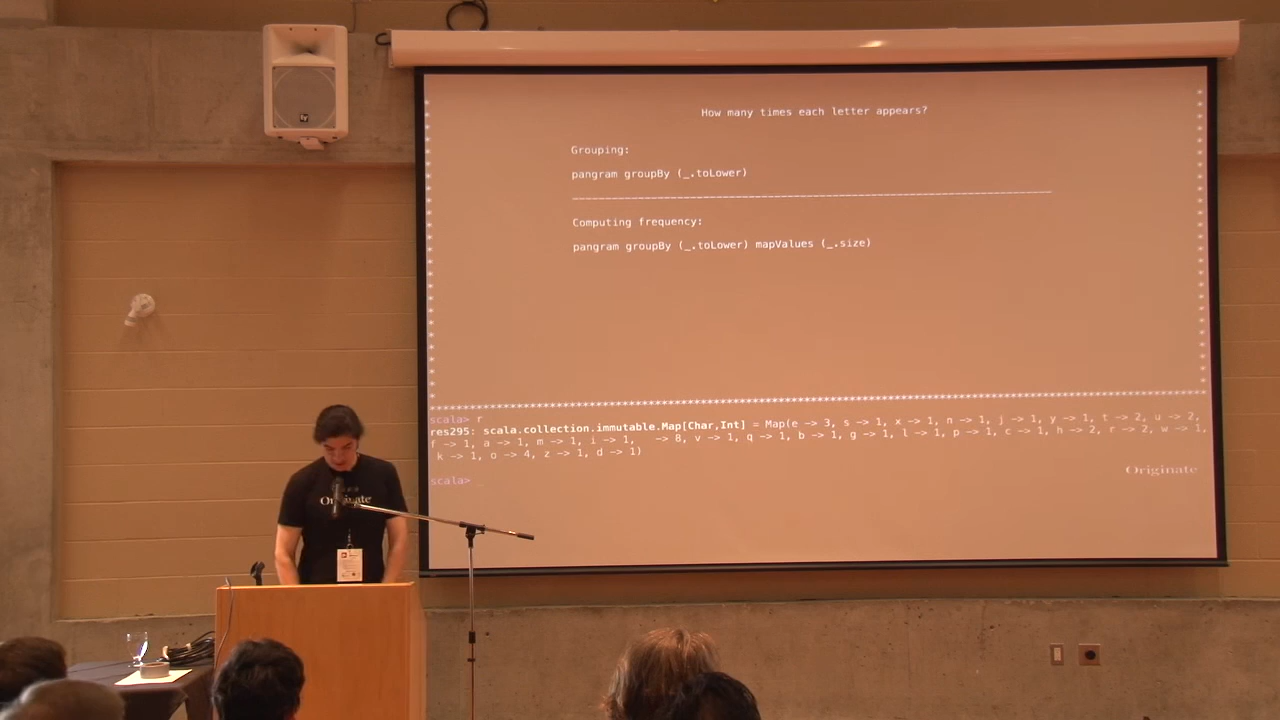 How many times each letter appears?
Grouping:
pangram groupBy (_.toLower)
Computing frequency:
pangram groupBy (_.toLower) mapValues (_.size)
scala> r
res295: scala.collection.immutable.Map[Char,Int] = Map(e -> 3, s -> 1, x -> 1, n -> 1, j -> 1, y -> 1, t -> 2, u -> 2,
f -> 1, a -> 1, m -> 1, i -> 1,   -> 8, v -> 1, q -> 1, b -> 1, g -> 1, l -> 1, p -> 1, c -> 1, h -> 2, r -> 2, w -> 1,
k -> 1, o -> 4, z -> 1, d -> 1)
Originate
scala> _
Originate